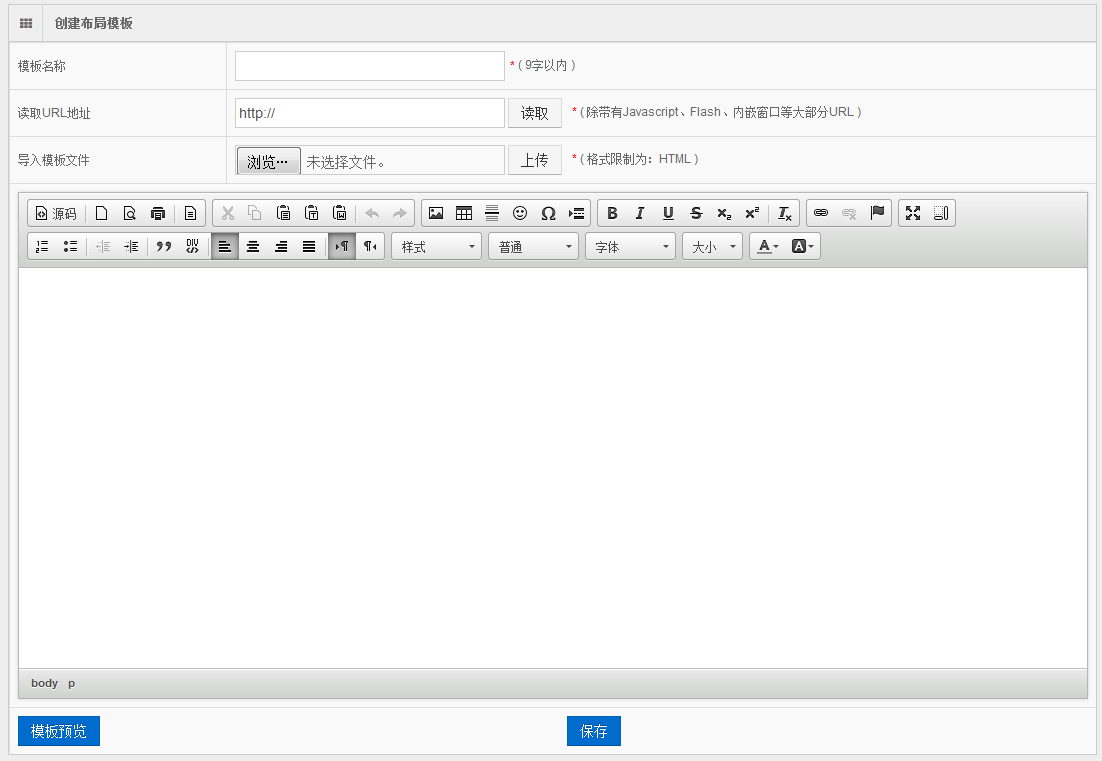 创建布局模板
模板名称 * ( 9字以内 )
读取URL地址 http:// 读取 * ( 除带有Javascript、Flash、内嵌窗口等大部分URL )
导入模板文件 浏览… 未选择文件。 上传 * ( 格式限制为：HTML )
源码 Ω B I U S x₂ x² Tx
DIV 样式 普通 字体 大小 A A
body p
模板预览 保存